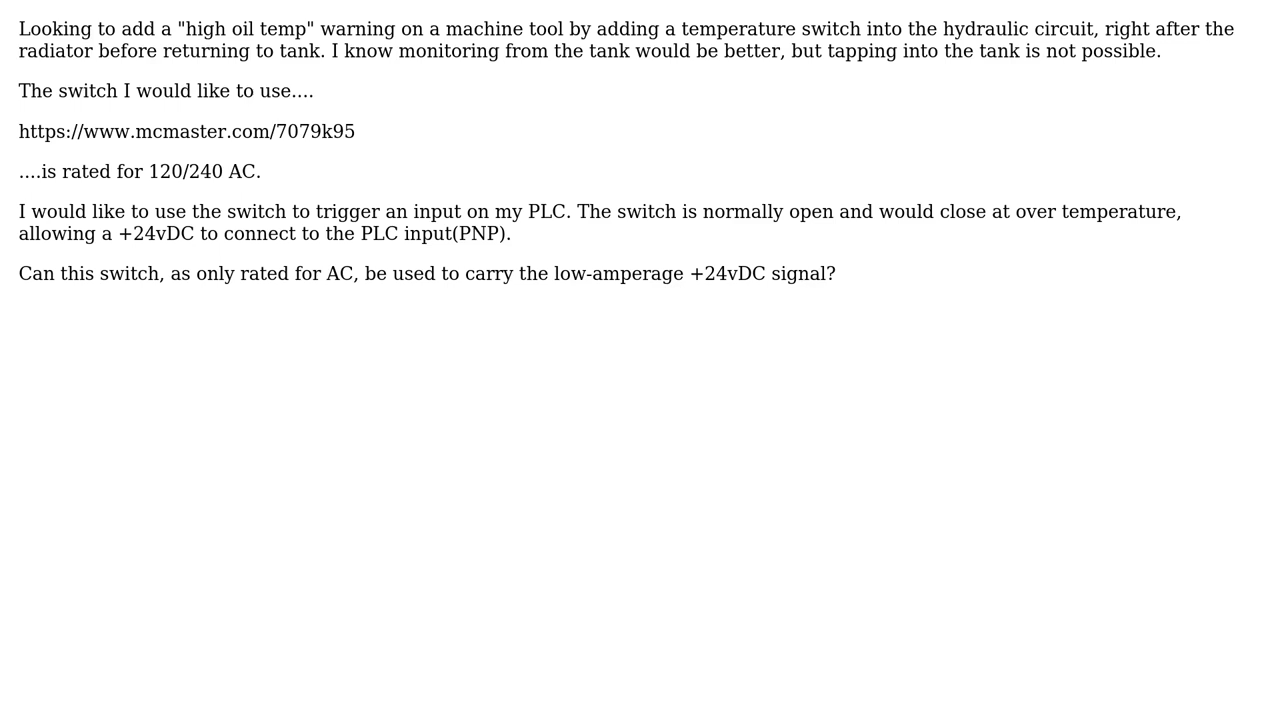 Looking to add a "high oil temp" warning on a machine tool by adding a temperature switch into the hydraulic circuit, right after the
radiator before returning to tank. I know monitoring from the tank would be better, but tapping into the tank is not possible.
The switch I would like to use....
https://www.mcmaster.com/7079k95
....is rated for 120/240 AC.
I would like to use the switch to trigger an input on my PLC. The switch is normally open and would close at over temperature,
allowing a +24vDC to connect to the PLC input(PNP).
Can this switch, as only rated for AC, be used to carry the low-amperage +24vDC signal?